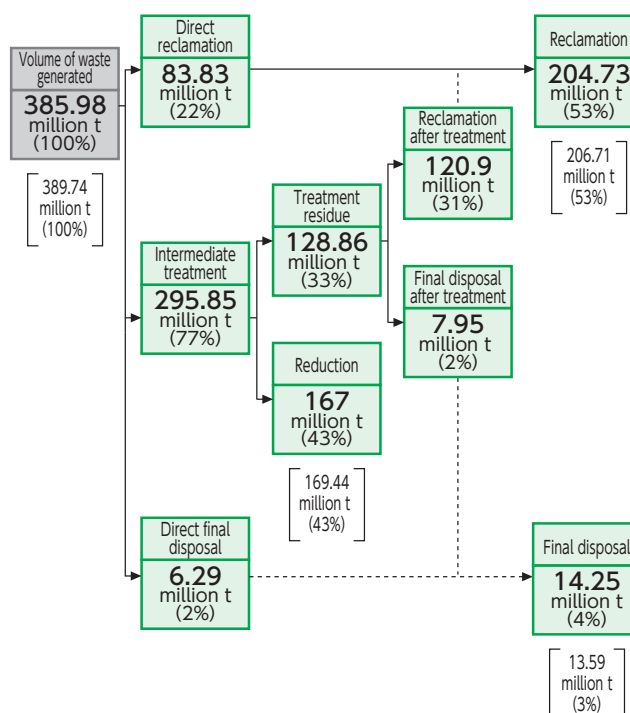 Volume of waste
generated
385.98
million t
(100%)
389.74
million t
(100%)
Direct
reclamation
83.83
million t
(22%)
Intermediate
treatment
295.85
million t
(77%)
Direct final
disposal
6.29
million t
(2%)
Treatment
residue
128.86
million t
(33%)
Reduction
167
million t
(43%)
169.44
million t
(43%)
Reclamation
after treatment
120.9
million t
(31%)
Final disposal
after treatment
7.95
million t
(2%)
Reclamation
204.73
million t
(53%)
206.71
million t
(53%)
Final disposal
14.25
million t
(4%)
13.59
million t
(3%)